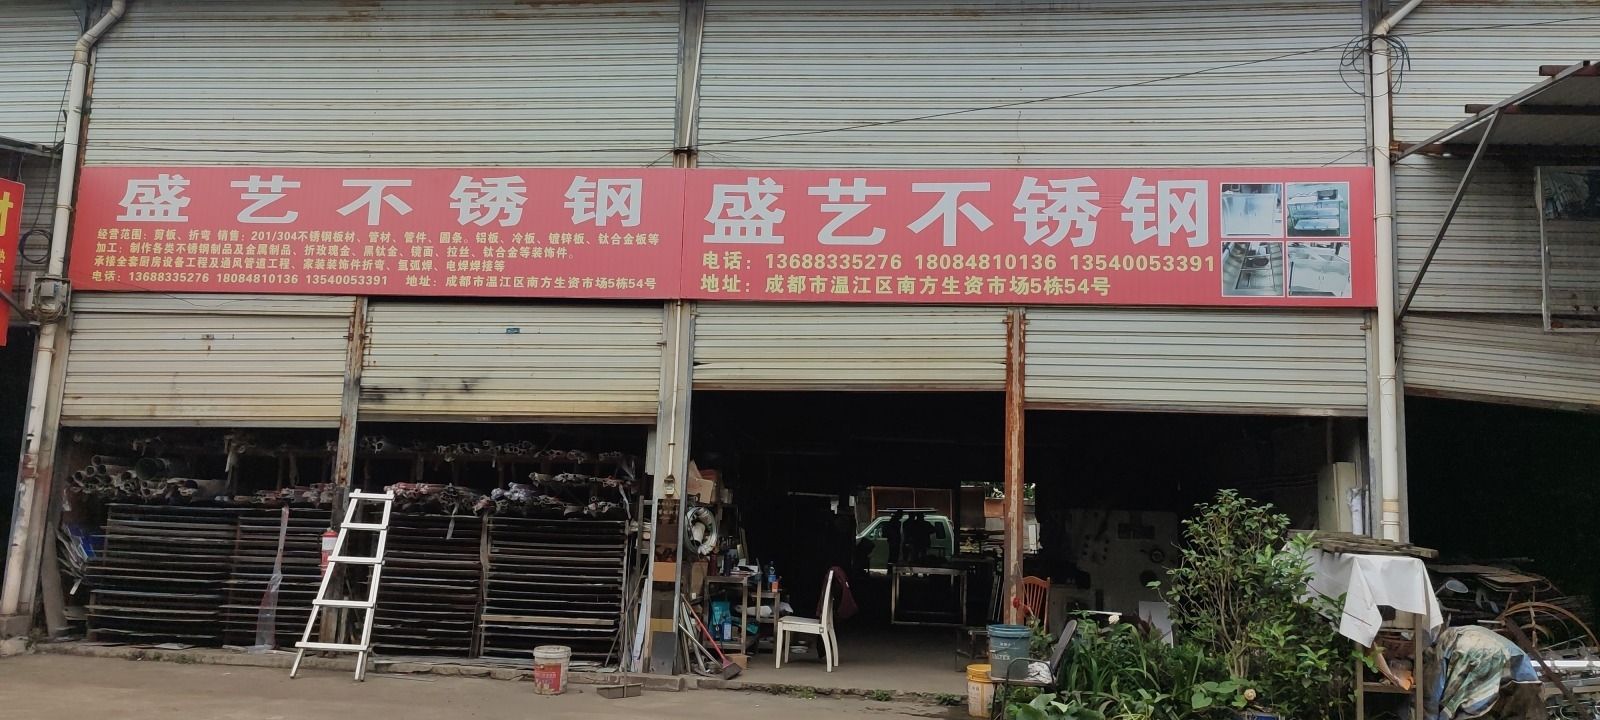 盛艺不锈钢
经营范围：剪板、折弯 销售：201/304不锈钢板材、管材、管件、圆条。铝板、冷板、镀锌板、钛合金板等
加工：制作各类不锈钢制品及金属制品、折玫现金、黑钛金、镜面、拉丝、钛合金等装饰件。
承接全套厨房设备工程及通风管道工程、家装装饰件折弯、氩弧焊、电焊焊接等
电话：13688335276 18084810136 13540053391 地址：成都市温江区南方生资市场5栋54号
盛艺不锈钢
电话：13688335276 18084810136 13540053391
地址：成都市温江区南方生资市场5栋54号
材